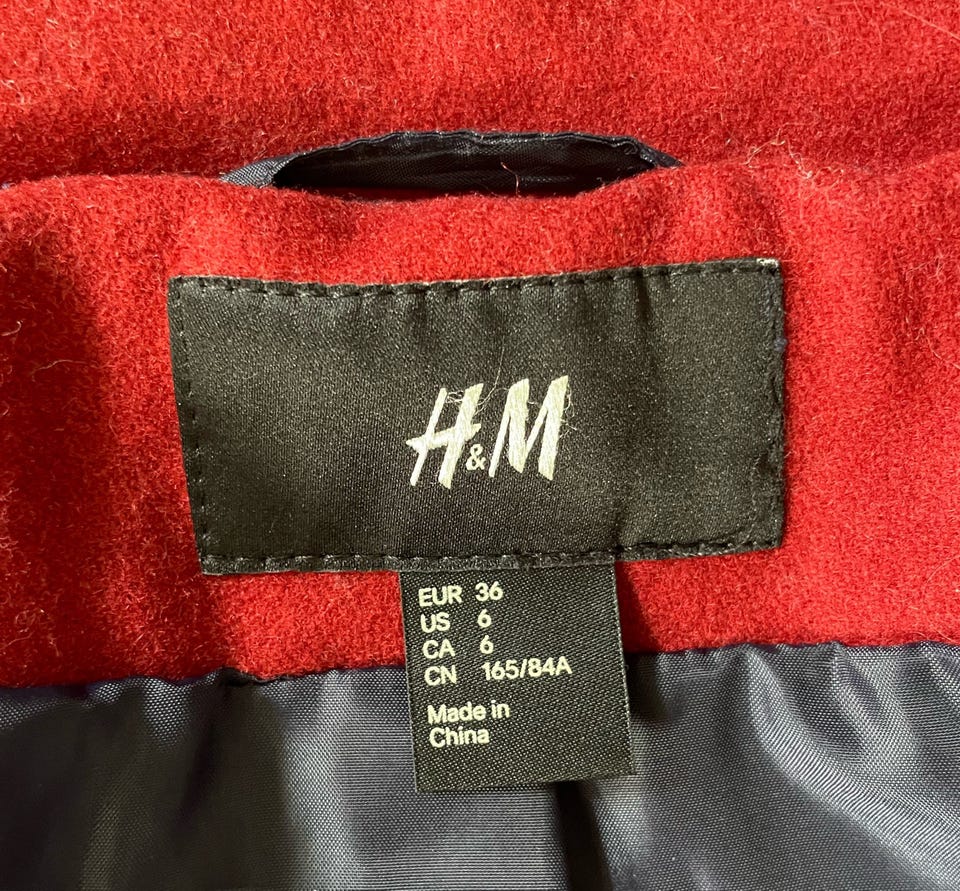 H&M
EUR 36
US 6
CA 6
CN 165/84A
Made in
China